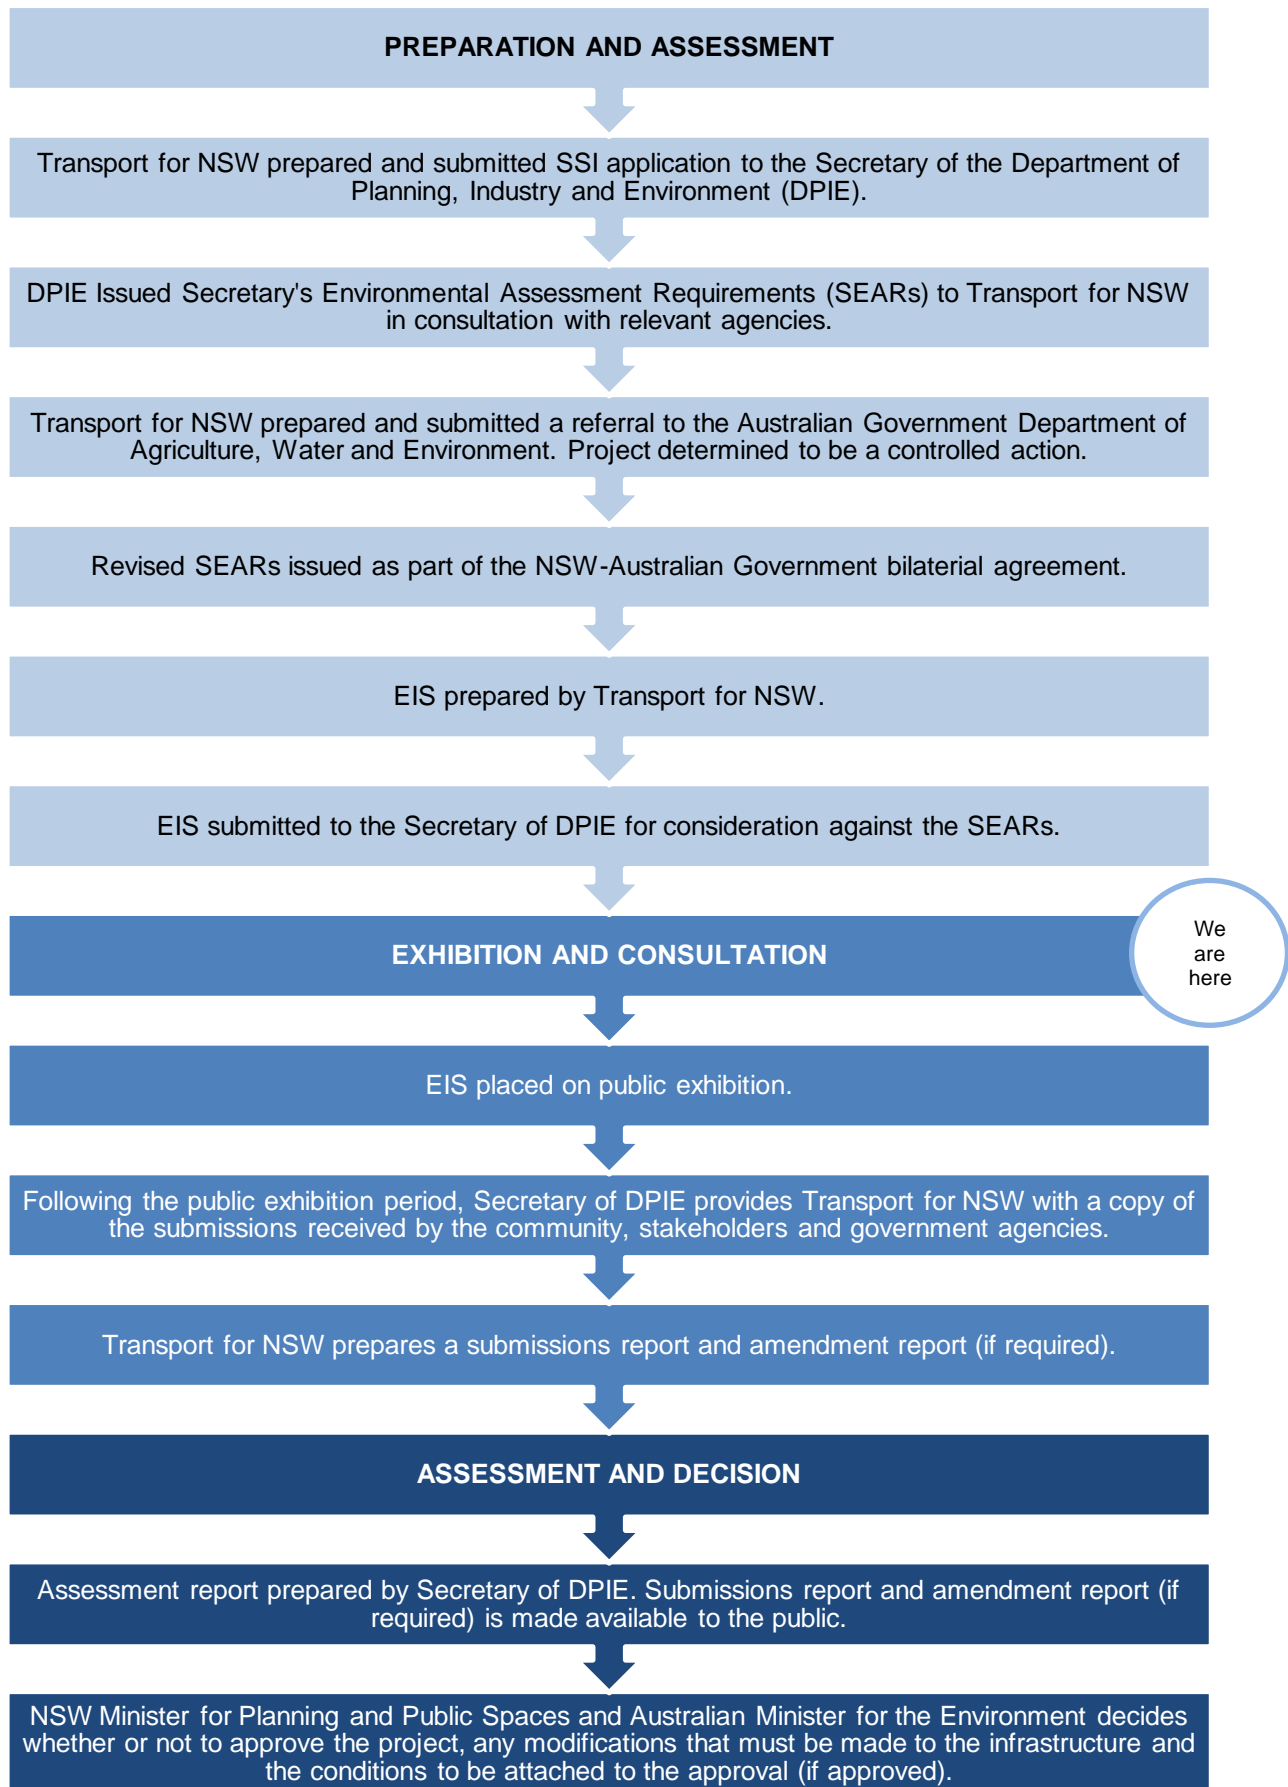 PREPARATION AND ASSESSMENT
Transport for NSW prepared and submitted SSI application to the Secretary of the Department of
Planning, Industry and Environment (DPIE).
DPIE Issued Secretary's Environmental Assessment Requirements (SEARs) to Transport for NSW
in consultation with relevant agencies.
Transport for NSW prepared and submitted a referral to the Australian Government Department of
Agriculture, Water and Environment. Project determined to be a controlled action.
Revised SEARs issued as part of the NSW-Australian Government bilaterial agreement.
EIS prepared by Transport for NSW.
EIS submitted to the Secretary of DPIE for consideration against the SEARs.
EXHIBITION AND CONSULTATION
We
are
here
EIS placed on public exhibition.
Following the public exhibition period, Secretary of DPIE provides Transport for NSW with a copy of
the submissions received by the community, stakeholders and government agencies.
Transport for NSW prepares a submissions report and amendment report (if required).
ASSESSMENT AND DECISION
Assessment report prepared by Secretary of DPIE. Submissions report and amendment report (if
required) is made available to the public.
NSW Minister for Planning and Public Spaces and Australian Minister for the Environment decides
whether or not to approve the project, any modifications that must be made to the infrastructure and
the conditions to be attached to the approval (if approved).